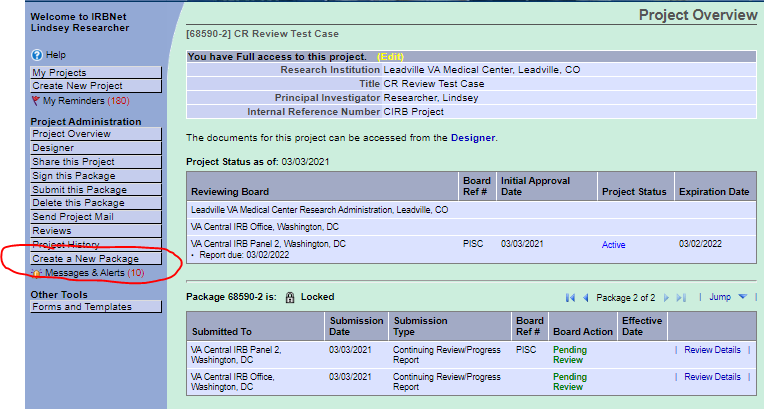 Welcome to IRBNet
Lindsey Researcher
Help
My Projects
Create New Project
My Reminders (180)
Project Administration
Project Overview
Designer
Share this Project
Sign this Package
Submit this Package
Delete this Package
Send Project Mail
Reviews
Project History
Create a New Package
Messages & Alerts (10)
Other Tools
Forms and Templates
Project Overview
[68590-2] CR Review Test Case
You have Full access to this project. (Edit)
Research Institution Leadville VA Medical Center, Leadville, CO
Title CR Review Test Case
Principal Investigator Researcher, Lindsey
Internal Reference Number CIRB Project
The documents for this project can be accessed from the Designer.
Project Status as of: 03/03/2021
Reviewing Board Board Ref # Initial Approval Date Project Status Expiration Date
Leadville VA Medical Center Research Administration, Leadville, CO
VA Central IRB Office, Washington, DC
VA Central IRB Panel 2, Washington, DC PISC 03/03/2021 Active 03/02/2022
• Report due: 03/02/2022
Package 68590-2 is: Locked Package 2 of 2 | Jump |
Submitted To Submission Date Submission Type Board Ref # Board Action Effective Date
VA Central IRB Panel 2, Washington, DC 03/03/2021 Continuing Review/Progress Report PISC Pending Review | Review Details |
VA Central IRB Office, Washington, DC 03/03/2021 Continuing Review/Progress Report Pending Review | Review Details |